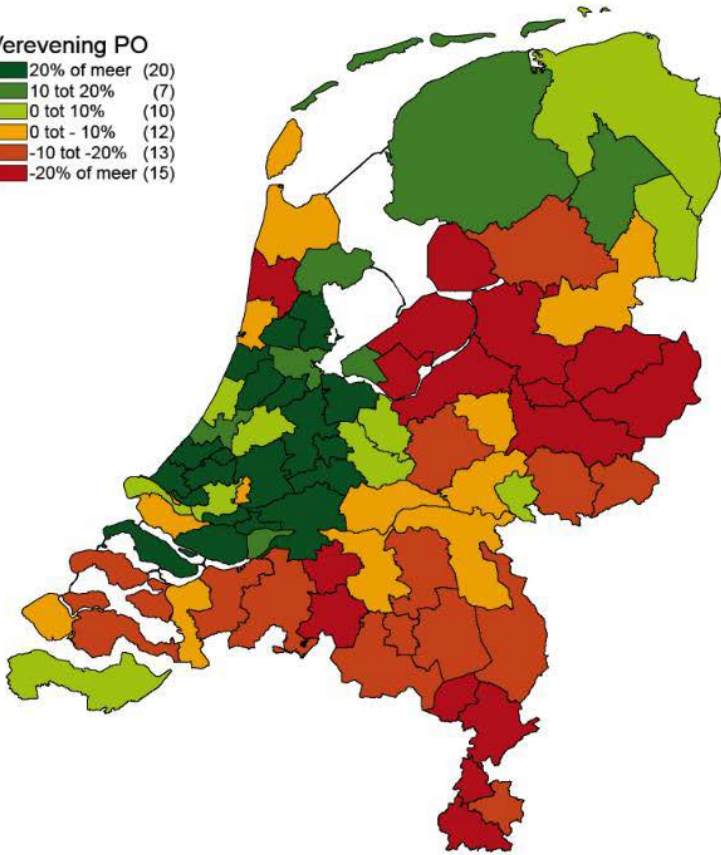 Verevening PO
20% of meer (20)
10 tot 20% (7)
0 tot 10% (10)
0 tot - 10% (12)
-10 tot -20% (13)
-20% of meer (15)